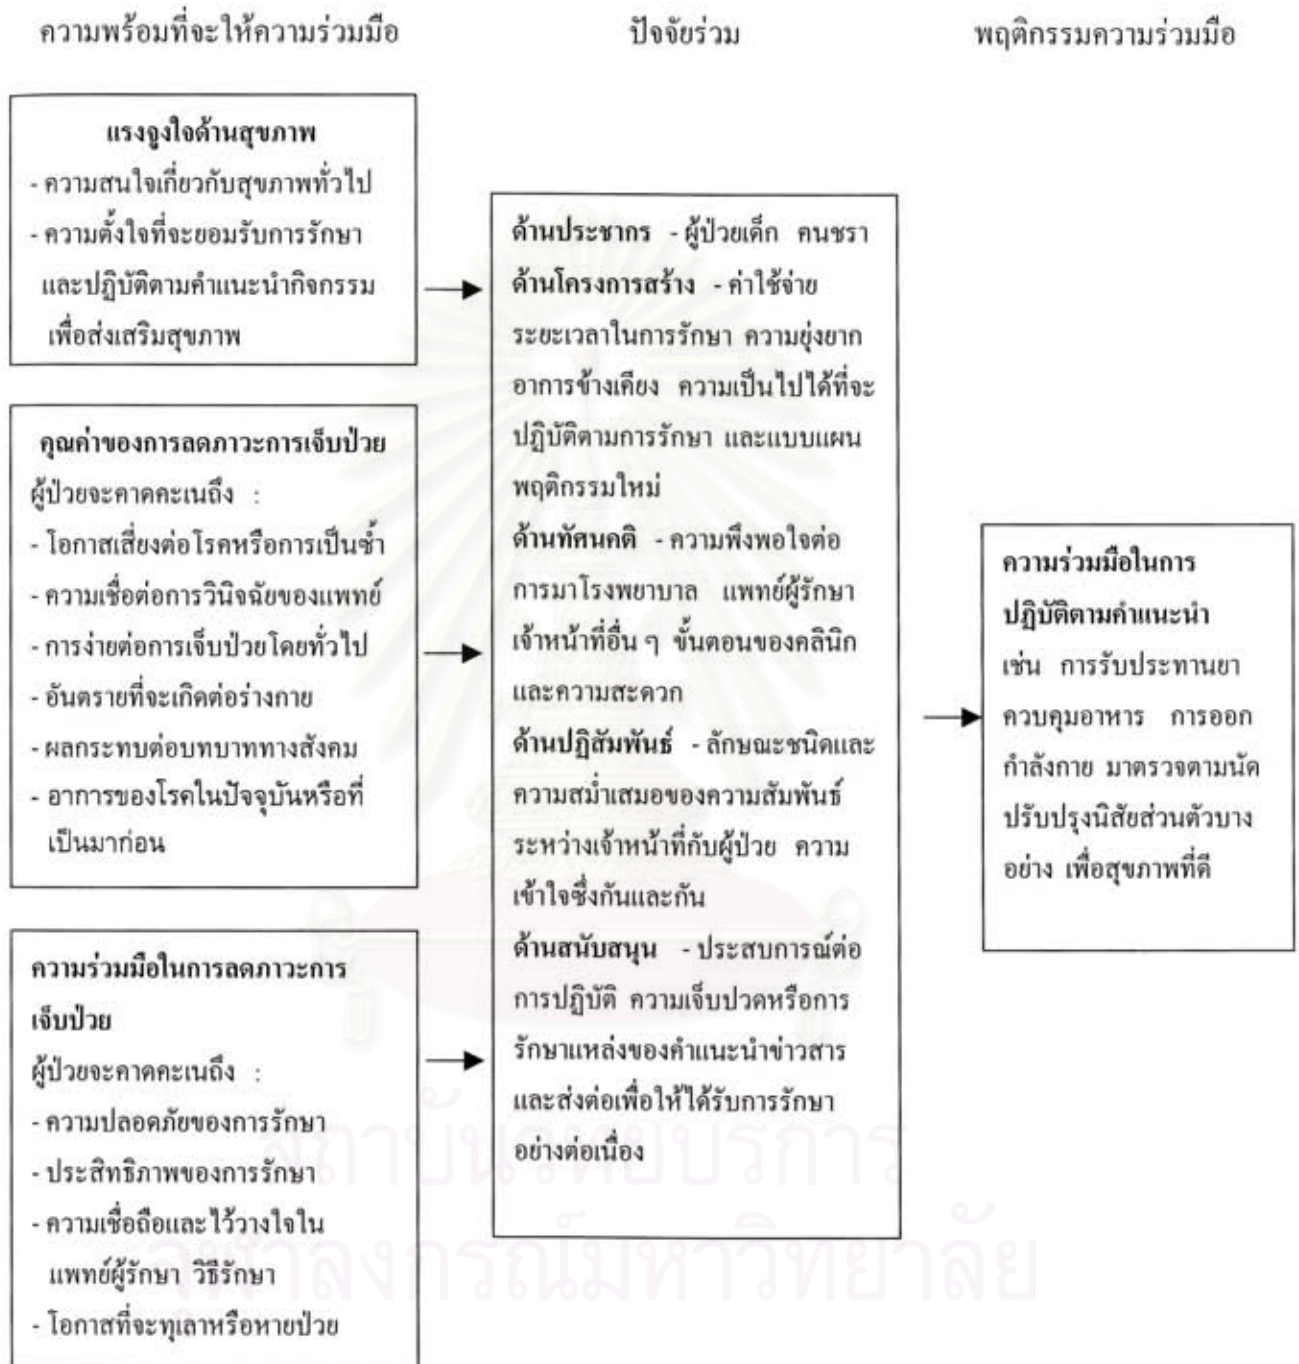 ความพร้อมที่จะให้ความร่วมมือ
ปัจจัยร่วม
พฤติกรรมความร่วมมือ
แรงจูงใจด้านสุขภาพ
- ความสนใจเกี่ยวกับสุขภาพทั่วไป
- ความตั้งใจที่จะยอมรับการรักษา
และปฏิบัติตามคำแนะนำกิจกรรม
เพื่อส่งเสริมสุขภาพ
คุณค่าของการลดภาวะการเจ็บป่วย
ผู้ป่วยจะคาดคะเนถึง :
- โอกาสเสี่ยงต่อโรคหรือการเป็นซ้ำ
- ความเชื่อต่อการวินิจฉัยของแพทย์
- การง่ายต่อการเจ็บป่วยโดยทั่วไป
- อันตรายที่จะเกิดต่อร่างกาย
- ผลกระทบต่อบทบาททางสังคม
- อาการของโรคในปัจจุบันหรือที่
เป็นมาก่อน
ความร่วมมือในการลดภาวะการ
เจ็บป่วย
ผู้ป่วยจะคาดคะเนถึง :
- ความปลอดภัยของการรักษา
- ประสิทธิภาพของการรักษา
- ความเชื่อถือและไว้วางใจใน
แพทย์ผู้รักษา วิธีรักษา
- โอกาสที่จะทุเลาหรือหายป่วย
ด้านประชากร - ผู้ป่วยเด็ก คนชรา
ด้านโครงการสร้าง - ค่าใช้จ่าย
ระยะเวลาในการรักษา ความยุ่งยาก
อาการข้างเคียง ความเป็นไปได้ที่จะ
ปฏิบัติตามการรักษา และแบบแผน
พฤติกรรมใหม่
ด้านทัศนคติ - ความพึงพอใจต่อ
การมาโรงพยาบาล แพทย์ผู้รักษา
เจ้าหน้าที่อื่น ๆ ขั้นตอนของคลินิก
และความสะดวก
ด้านปฏิสัมพันธ์ - ลักษณะชนิดและ
ความสม่ำเสมอของความสัมพันธ์
ระหว่างเจ้าหน้าที่กับผู้ป่วย ความ
เข้าใจซึ่งกันและกัน
ด้านสนับสนุน - ประสบการณ์ต่อ
การปฏิบัติ ความเจ็บปวดหรือการ
รักษาแหล่งของคำแนะนำข่าวสาร
และส่งต่อเพื่อให้ได้รับการรักษา
อย่างต่อเนื่อง
ความร่วมมือในการ
ปฏิบัติตามคำแนะนำ
เช่น การรับประทานยา
ควบคุมอาหาร การออก
กำลังกาย มาตรวจตามนัด
ปรับปรุงนิสัยส่วนตัวบาง
อย่าง เพื่อสุขภาพที่ดี
สถาบันวิทยบริการ
จุฬาลงกรณ์มหาวิทยาลัย